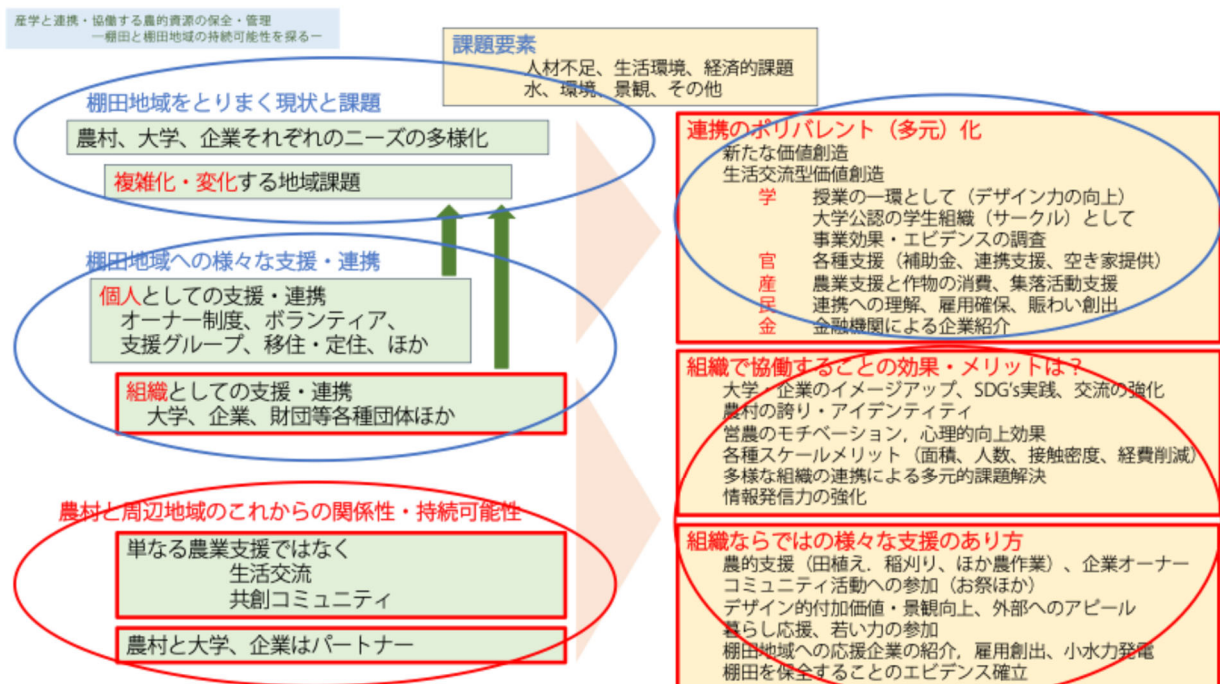 産学と連携・協働する農的資源の保全・管理
―棚田と棚田地域の持続可能性を探る―
課題要素
人材不足、生活環境、経済的課題
水、環境、景観、その他
棚田地域をとりまく現状と課題
農村、大学、企業それぞれのニーズの多様化
複雑化・変化する地域課題
棚田地域への様々な支援・連携
個人としての支援・連携
オーナー制度、ボランティア、
支援グループ、移住・定住、ほか
組織としての支援・連携
大学、企業、財団等各種団体ほか
農村と周辺地域のこれからの関係性・持続可能性
単なる農業支援ではなく
生活交流
共創コミュニティ
農村と大学、企業はパートナー
連携のポリバレント（多元）化
新たな価値創造
生活交流型価値創造
学 授業の一環として（デザイン力の向上）
大学公認の学生組織（サークル）として
事業効果・エビデンスの調査
官 各種支援（補助金、連携支援、空き家提供）
産 農業支援と作物の消費、集落活動支援
民 連携への理解、雇用確保、賑わい創出
金 金融機関による企業紹介
組織で協働することの効果・メリットは？
大学・企業のイメージアップ、SDG's実践、交流の強化
農村の誇り・アイデンティティ
営農のモチベーション，心理的向上効果
各種スケールメリット（面積、人数、接触密度、経費削減）
多様な組織の連携による多元的課題解決
情報発信力の強化
組織ならではの様々な支援のあり方
農的支援（田植え．稲刈り、ほか農作業）、企業オーナー
コミュニティ活動への参加（お祭ほか）
デザイン的付加価値・景観向上、外部へのアピール
暮らし応援、若い力の参加
棚田地域への応援企業の紹介，雇用創出、小水力発電
棚田を保全することのエビデンス確立